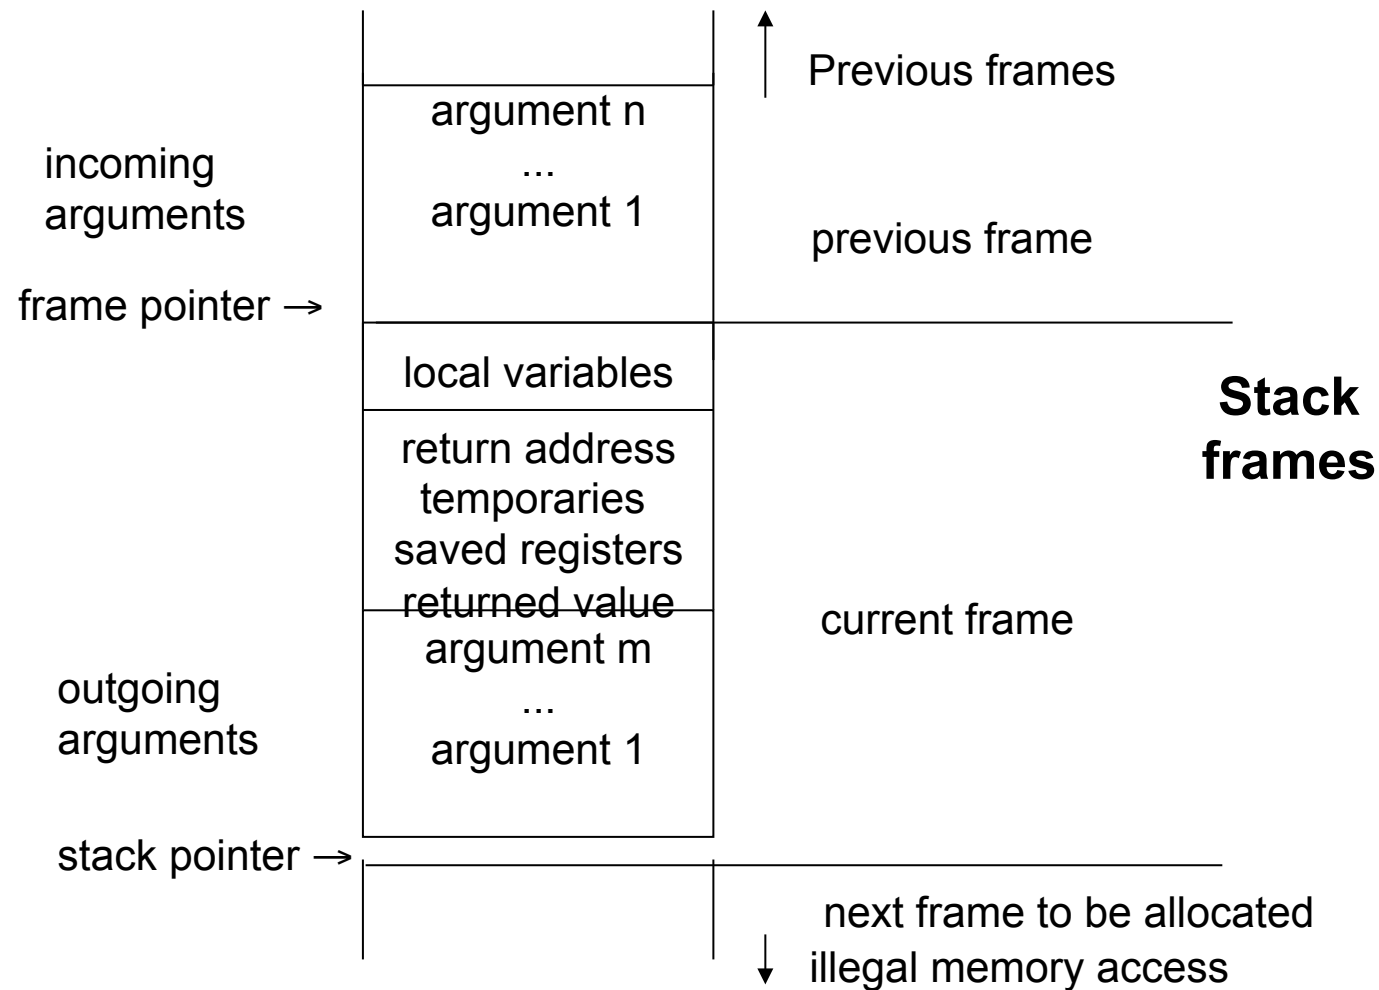 Previous frames
argument n
...
argument 1
incoming
arguments
previous frame
frame pointer →
local variables
Stack
frames
return address
temporaries
saved registers
returned value
current frame
argument m
...
argument 1
outgoing
arguments
stack pointer →
next frame to be allocated
illegal memory access